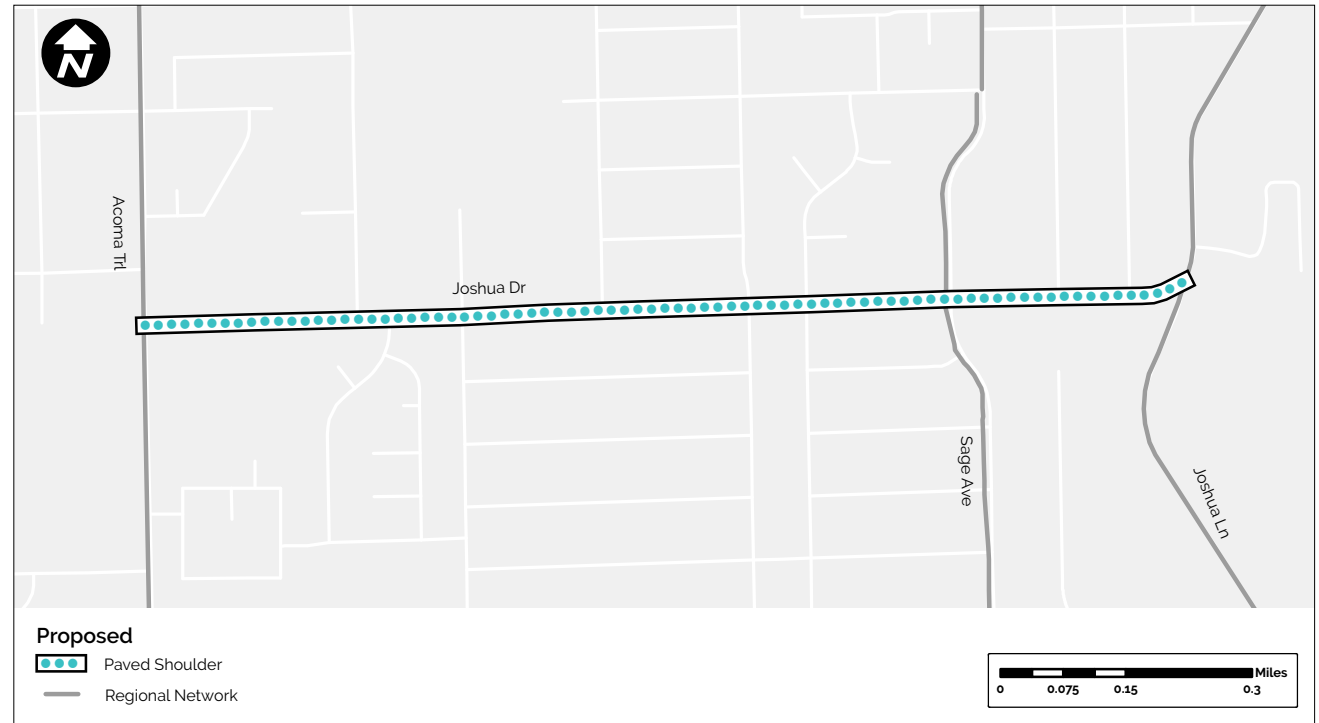 N
Acoma Trl
Joshua Dr
Sage Ave
Joshua Ln
Proposed
Paved Shoulder
Regional Network
Miles
0 0.075 0.15 0.3